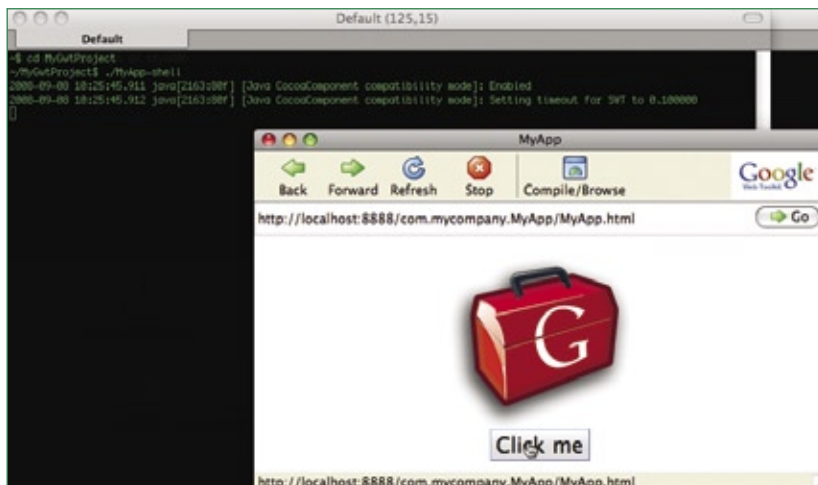 Default (125,15)
Default
~$ cd MyGwtProject
~/MyGwtProject$ ./MyApp-shell
2008-09-08 10:25:45.911 java[2163:80f] [Java CocoaComponent compatibility mode]: Enabled
2008-09-08 10:25:45.912 java[2163:80f] [Java CocoaComponent compatibility mode]: Setting timeout for SWT to 0.100000
MyApp
Back Forward Refresh Stop Compile/Browse
Google
Web Toolkit
http://localhost:8888/com.mycompany.MyApp/MyApp.html
Go
G
Click me
http://localhost:8888/com.mycompany.MyApp/MyApp.html